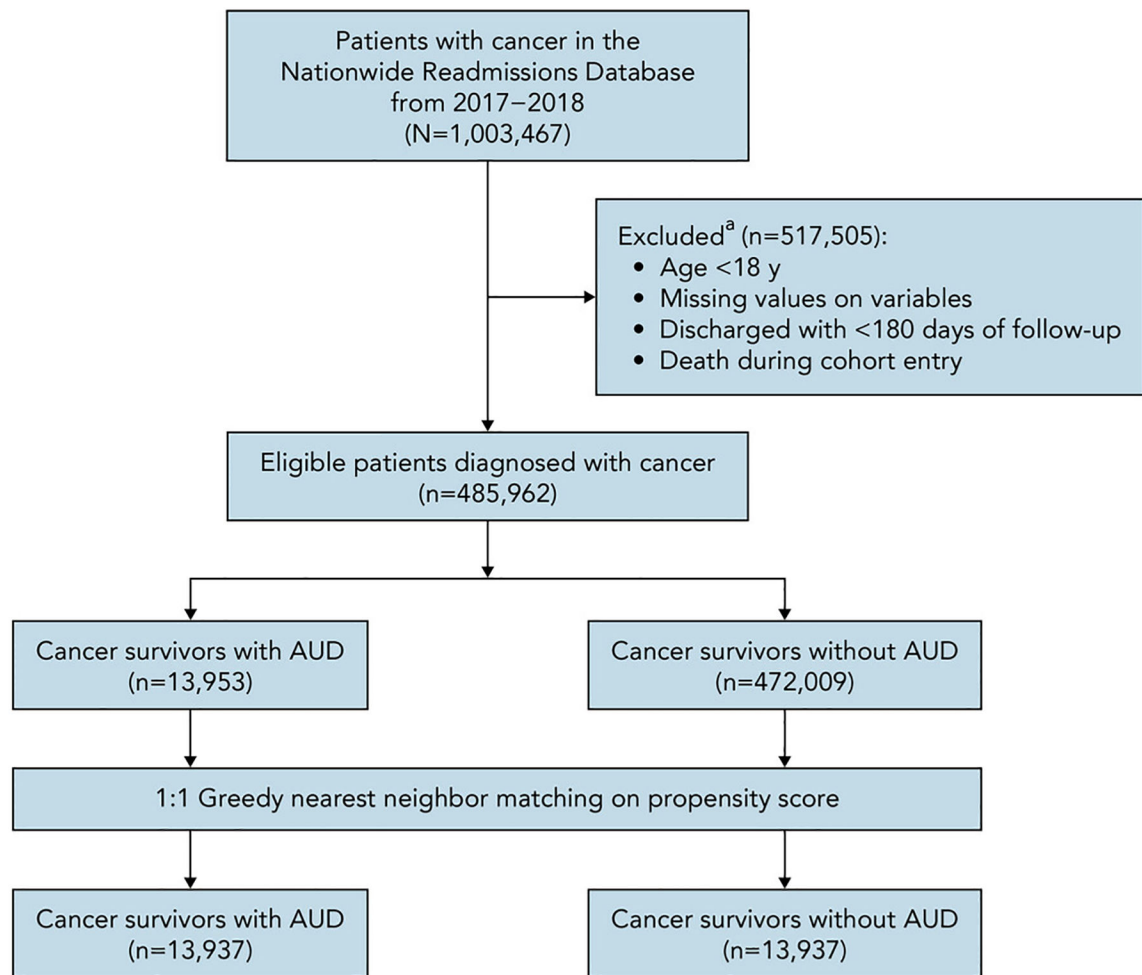 Patients with cancer in the
Nationwide Readmissions Database
from 2017–2018
(N=1,003,467)
Excludedª (n=517,505):
• Age <18 y
• Missing values on variables
• Discharged with <180 days of follow-up
• Death during cohort entry
Eligible patients diagnosed with cancer
(n=485,962)
Cancer survivors with AUD
(n=13,953)
Cancer survivors without AUD
(n=472,009)
1:1 Greedy nearest neighbor matching on propensity score
Cancer survivors with AUD
(n=13,937)
Cancer survivors without AUD
(n=13,937)